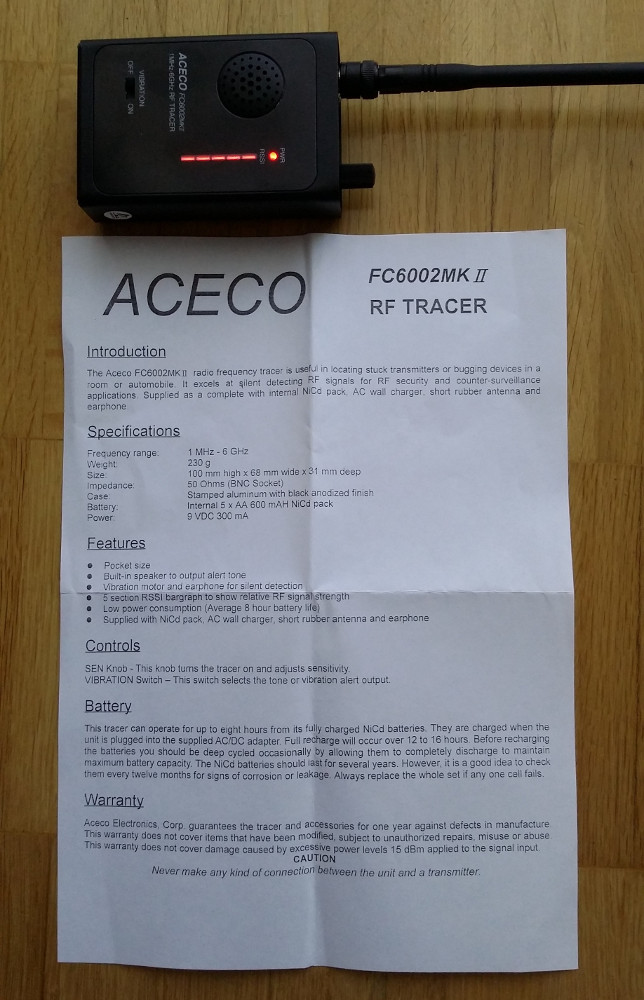 ACECO FC6002MKII
1MHz-6GHz RF TRACER
VIBRATION
OFF ON
PWR
RSSI
ACECO
FC6002MK II
RF TRACER
Introduction
The Aceco FC6002MKII radio frequency tracer is useful in locating stuck transmitters or bugging devices in a
room or automobile. It excels at silent detecting RF signals for RF security and counter-surveillance
applications. Supplied as a complete with internal NiCd pack, AC wall charger, short rubber antenna and
earphone
Specifications
Frequency range: 1 MHz - 6 GHz
Weight: 230 g
Size: 100 mm high x 68 mm wide x 31 mm deep
Impedance: 50 Ohms (BNC Socket)
Case: Stamped aluminum with black anodized finish
Battery: Internal 5 x AA 600 mAH NiCd pack
Power: 9 VDC 300 mA
Features
● Pocket size
● Built-in speaker to output alert tone
● Vibration motor and earphone for silent detection
● 5 section RSSI bargraph to show relative RF signal strength
● Low power consumption (Average 8 hour battery life)
● Supplied with NiCd pack, AC wall charger, short rubber antenna and earphone
Controls
SEN Knob - This knob turns the tracer on and adjusts sensitivity.
VIBRATION Switch – This switch selects the tone or vibration alert output.
Battery
This tracer can operate for up to eight hours from its fully charged NiCd batteries. They are charged when the
unit is plugged into the supplied AC/DC adapter. Full recharge will occur over 12 to 16 hours. Before recharging
the batteries you should be deep cycled occasionally by allowing them to completely discharge to maintain
maximum battery capacity. The NiCd batteries should last for several years. However, it is a good idea to check
them every twelve months for signs of corrosion or leakage. Always replace the whole set if any one cell fails.
Warranty
Aceco Electronics, Corp. guarantees the tracer and accessories for one year against defects in manufacture.
This warranty does not cover items that have been modified, subject to unauthorized repairs, misuse or abuse.
This warranty does not cover damage caused by excessive power levels 15 dBm applied to the signal input.
CAUTION
Never make any kind of connection between the unit and a transmitter.